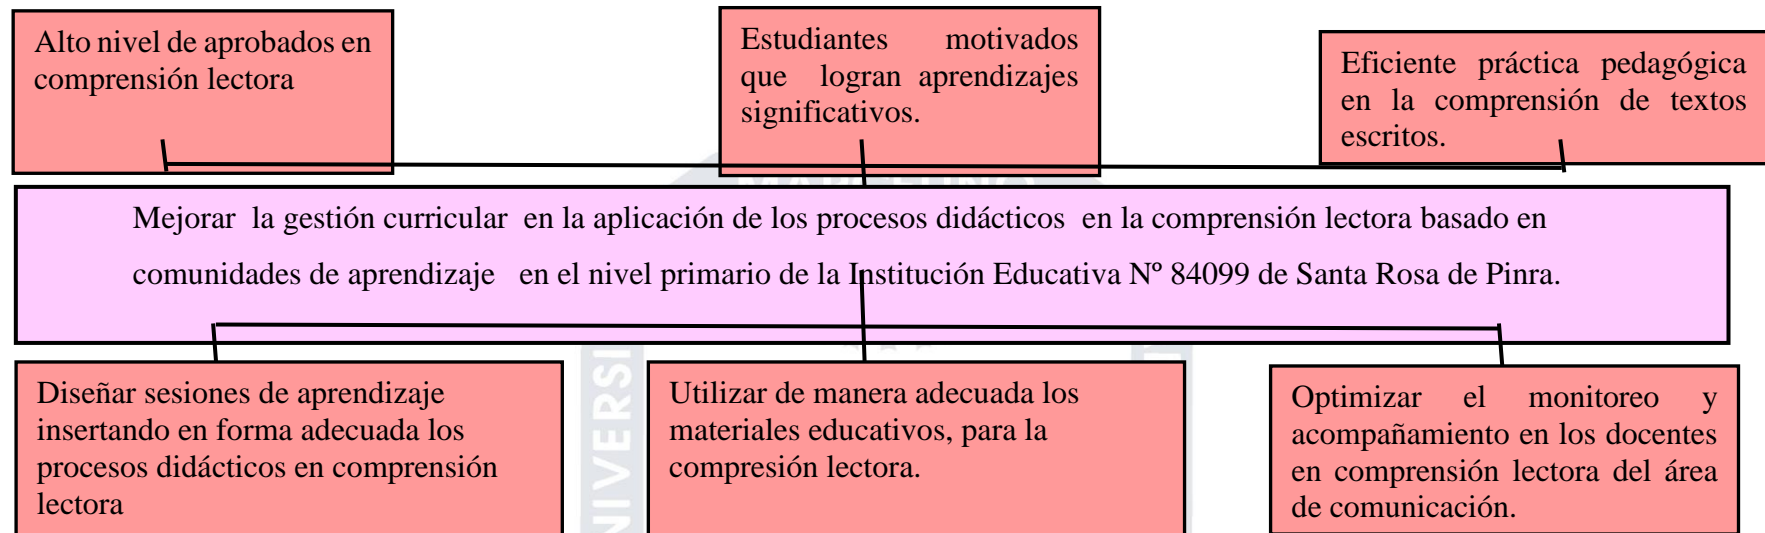 Alto nivel de aprobados en
comprensión lectora
Estudiantes motivados
que logran aprendizajes
significativos.
Eficiente práctica pedagógica
en la comprensión de textos
escritos.
Mejorar la gestión curricular en la aplicación de los procesos didácticos en la comprensión lectora basado en
comunidades de aprendizaje en el nivel primario de la Institución Educativa Nº 84099 de Santa Rosa de Pinra.
Diseñar sesiones de aprendizaje
insertando en forma adecuada los
procesos didácticos en comprensión
lectora
Utilizar de manera adecuada los
materiales educativos, para la
compresión lectora.
Optimizar el monitoreo y
acompañamiento en los docentes
en comprensión lectora del área
de comunicación.